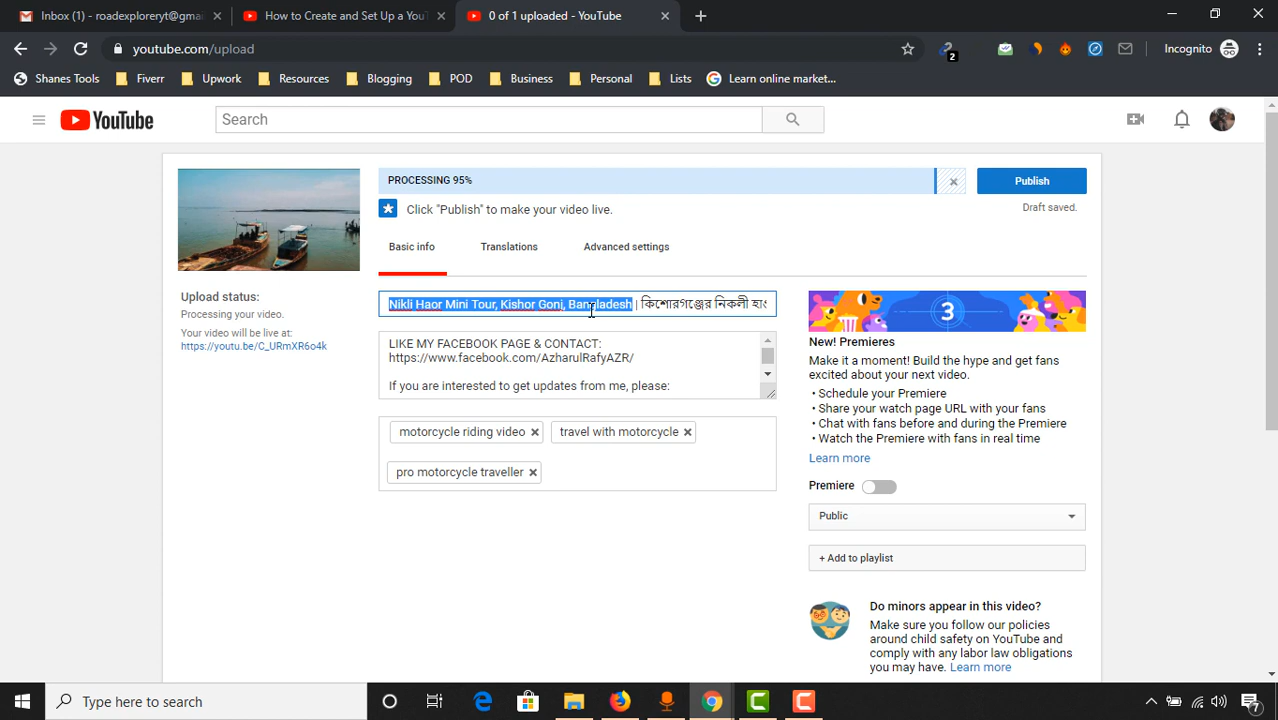 Inbox (1) - roadexploreryt@gma
How to Create and Set Up a YouT
0 of 1 uploaded - YouTube
youtube.com/upload
2
Incognito
Shanes Tools
Fiverr
Upwork
Resources
Blogging
POD
Business
Personal
Lists
Learn online market...
YouTube
Search
PROCESSING 95%
Publish
Click "Publish" to make your video live.
Draft saved.
Basic info
Translations
Advanced settings
Upload status:
Processing your video.
Your video will be live at:
https://youtu.be/C_URmXR6o4k
Nikli Haor Mini Tour, Kishor Gonj, Bangladesh | কিশোরগঞ্জের নিকলী হাও
LIKE MY FACEBOOK PAGE & CONTACT:
https://www.facebook.com/AzharulRafyAZR/
If you are interested to get updates from me, please:
motorcycle riding video
travel with motorcycle
pro motorcycle traveller
3
New! Premieres
Make it a moment! Build the hype and get fans
excited about your next video.
• Schedule your Premiere
• Share your watch page URL with your fans
• Chat with fans before and during the Premiere
• Watch the Premiere with fans in real time
Learn more
Premiere
Public
+ Add to playlist
Do minors appear in this video?
Make sure you follow our policies
around child safety on YouTube and
comply with any labor law obligations
you may have. Learn more
Type here to search
7